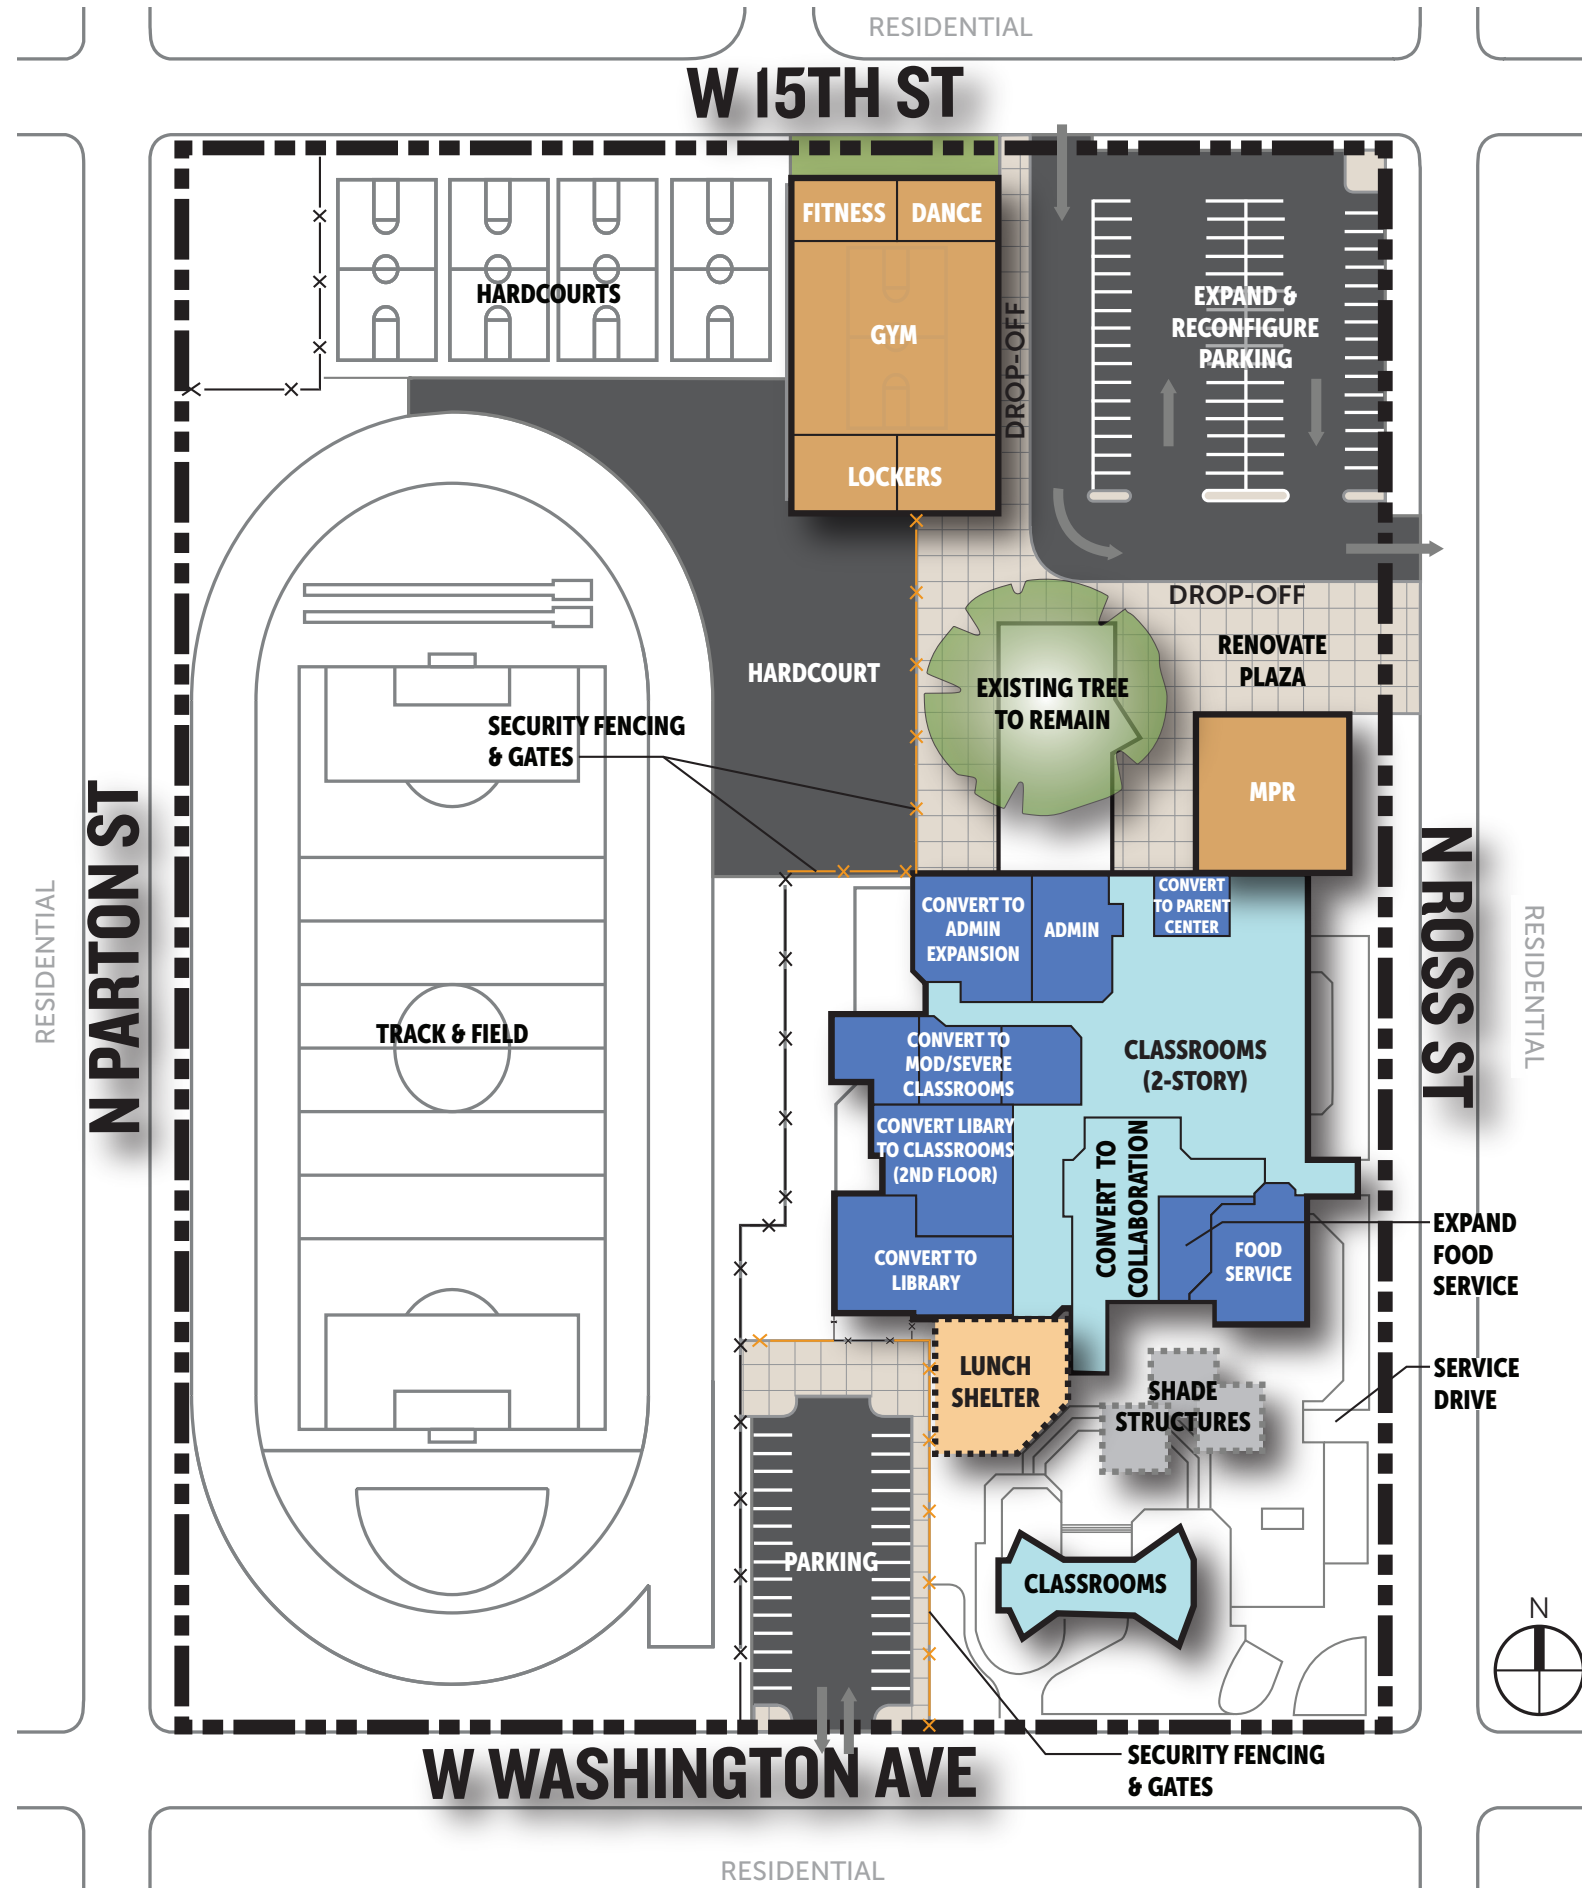 RESIDENTIAL
W 15TH ST
FITNESS
DANCE
HARDCOURTS
GYM
DROP-OFF
EXPAND &
RECONFIGURE
PARKING
LOCKERS
DROP-OFF
RENOVATE
PLAZA
HARDCOURT
EXISTING TREE
TO REMAIN
SECURITY FENCING
& GATES
MPR
N PARTON ST
RESIDENTIAL
N ROSS ST
RESIDENTIAL
CONVERT TO
ADMIN
EXPANSION
ADMIN
CONVERT
TO PARENT
CENTER
TRACK & FIELD
CONVERT TO
MOD/SEVERE
CLASSROOMS
CLASSROOMS
(2-STORY)
CONVERT LIBARY
TO CLASSROOMS
(2ND FLOOR)
CONVERT TO
COLLABORATION
CONVERT TO
LIBRARY
FOOD
SERVICE
EXPAND
FOOD
SERVICE
LUNCH
SHELTER
SHADE
STRUCTURES
SERVICE
DRIVE
PARKING
CLASSROOMS
N
W WASHINGTON AVE
SECURITY FENCING
& GATES
RESIDENTIAL